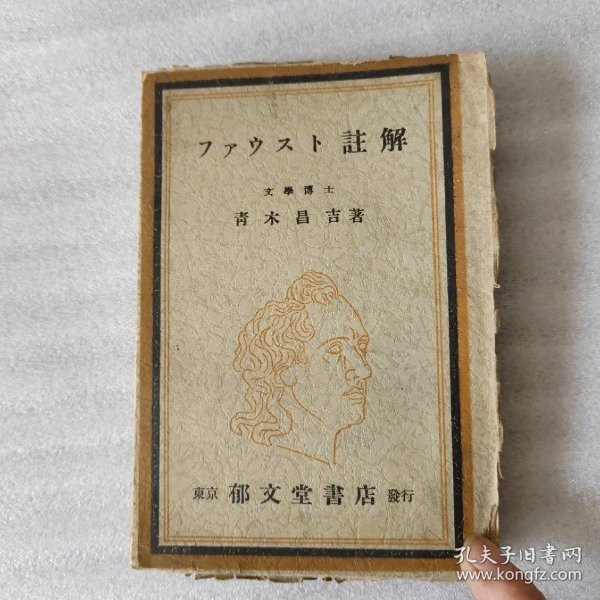 ファウスト 註解
文學博士
青木昌吉著
東京 郁文堂書店 發行
孔夫子旧书网
www.kongfz.com